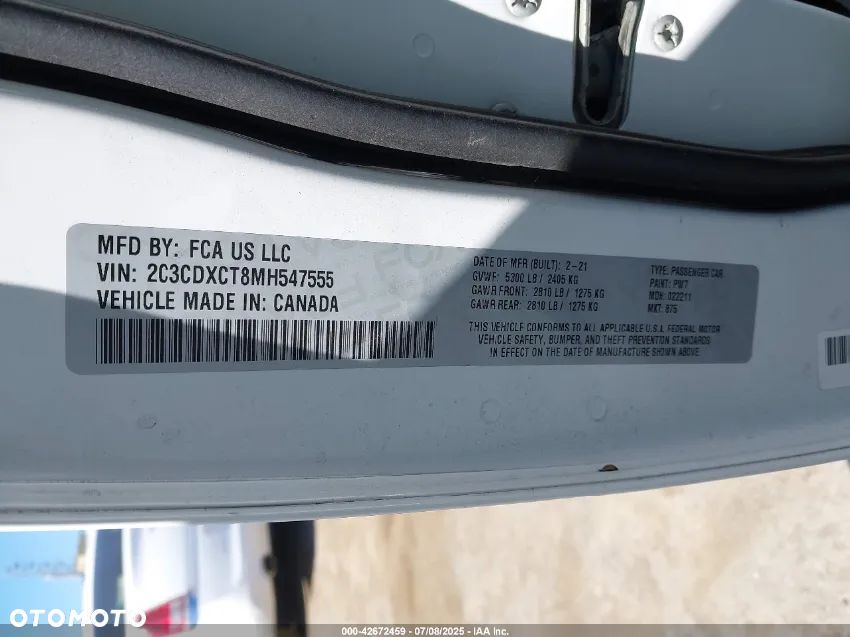 MFD BY: FCA US LLC
VIN: 2C3CDXCT8MH547555
VEHICLE MADE IN: CANADA
DATE OF MFR (BUILT): 2-21
GVWR: 5300 LB / 2405 KG
GAWR FRONT: 2810 LB / 1275 KG
GAWR REAR: 2810 LB / 1275 KG
TYPE: PASSENGER CAR
PAINT: PW7
MDH: 022211
MKT: 875
THIS VEHICLE CONFORMS TO ALL APPLICABLE U.S.A. FEDERAL MOTOR
VEHICLE SAFETY, BUMPER, AND THEFT PREVENTION STANDARDS
IN EFFECT ON THE DATE OF MANUFACTURE SHOWN ABOVE.
OTOMOTO
000-42672459 - 07/08/2025 - IAA Inc.